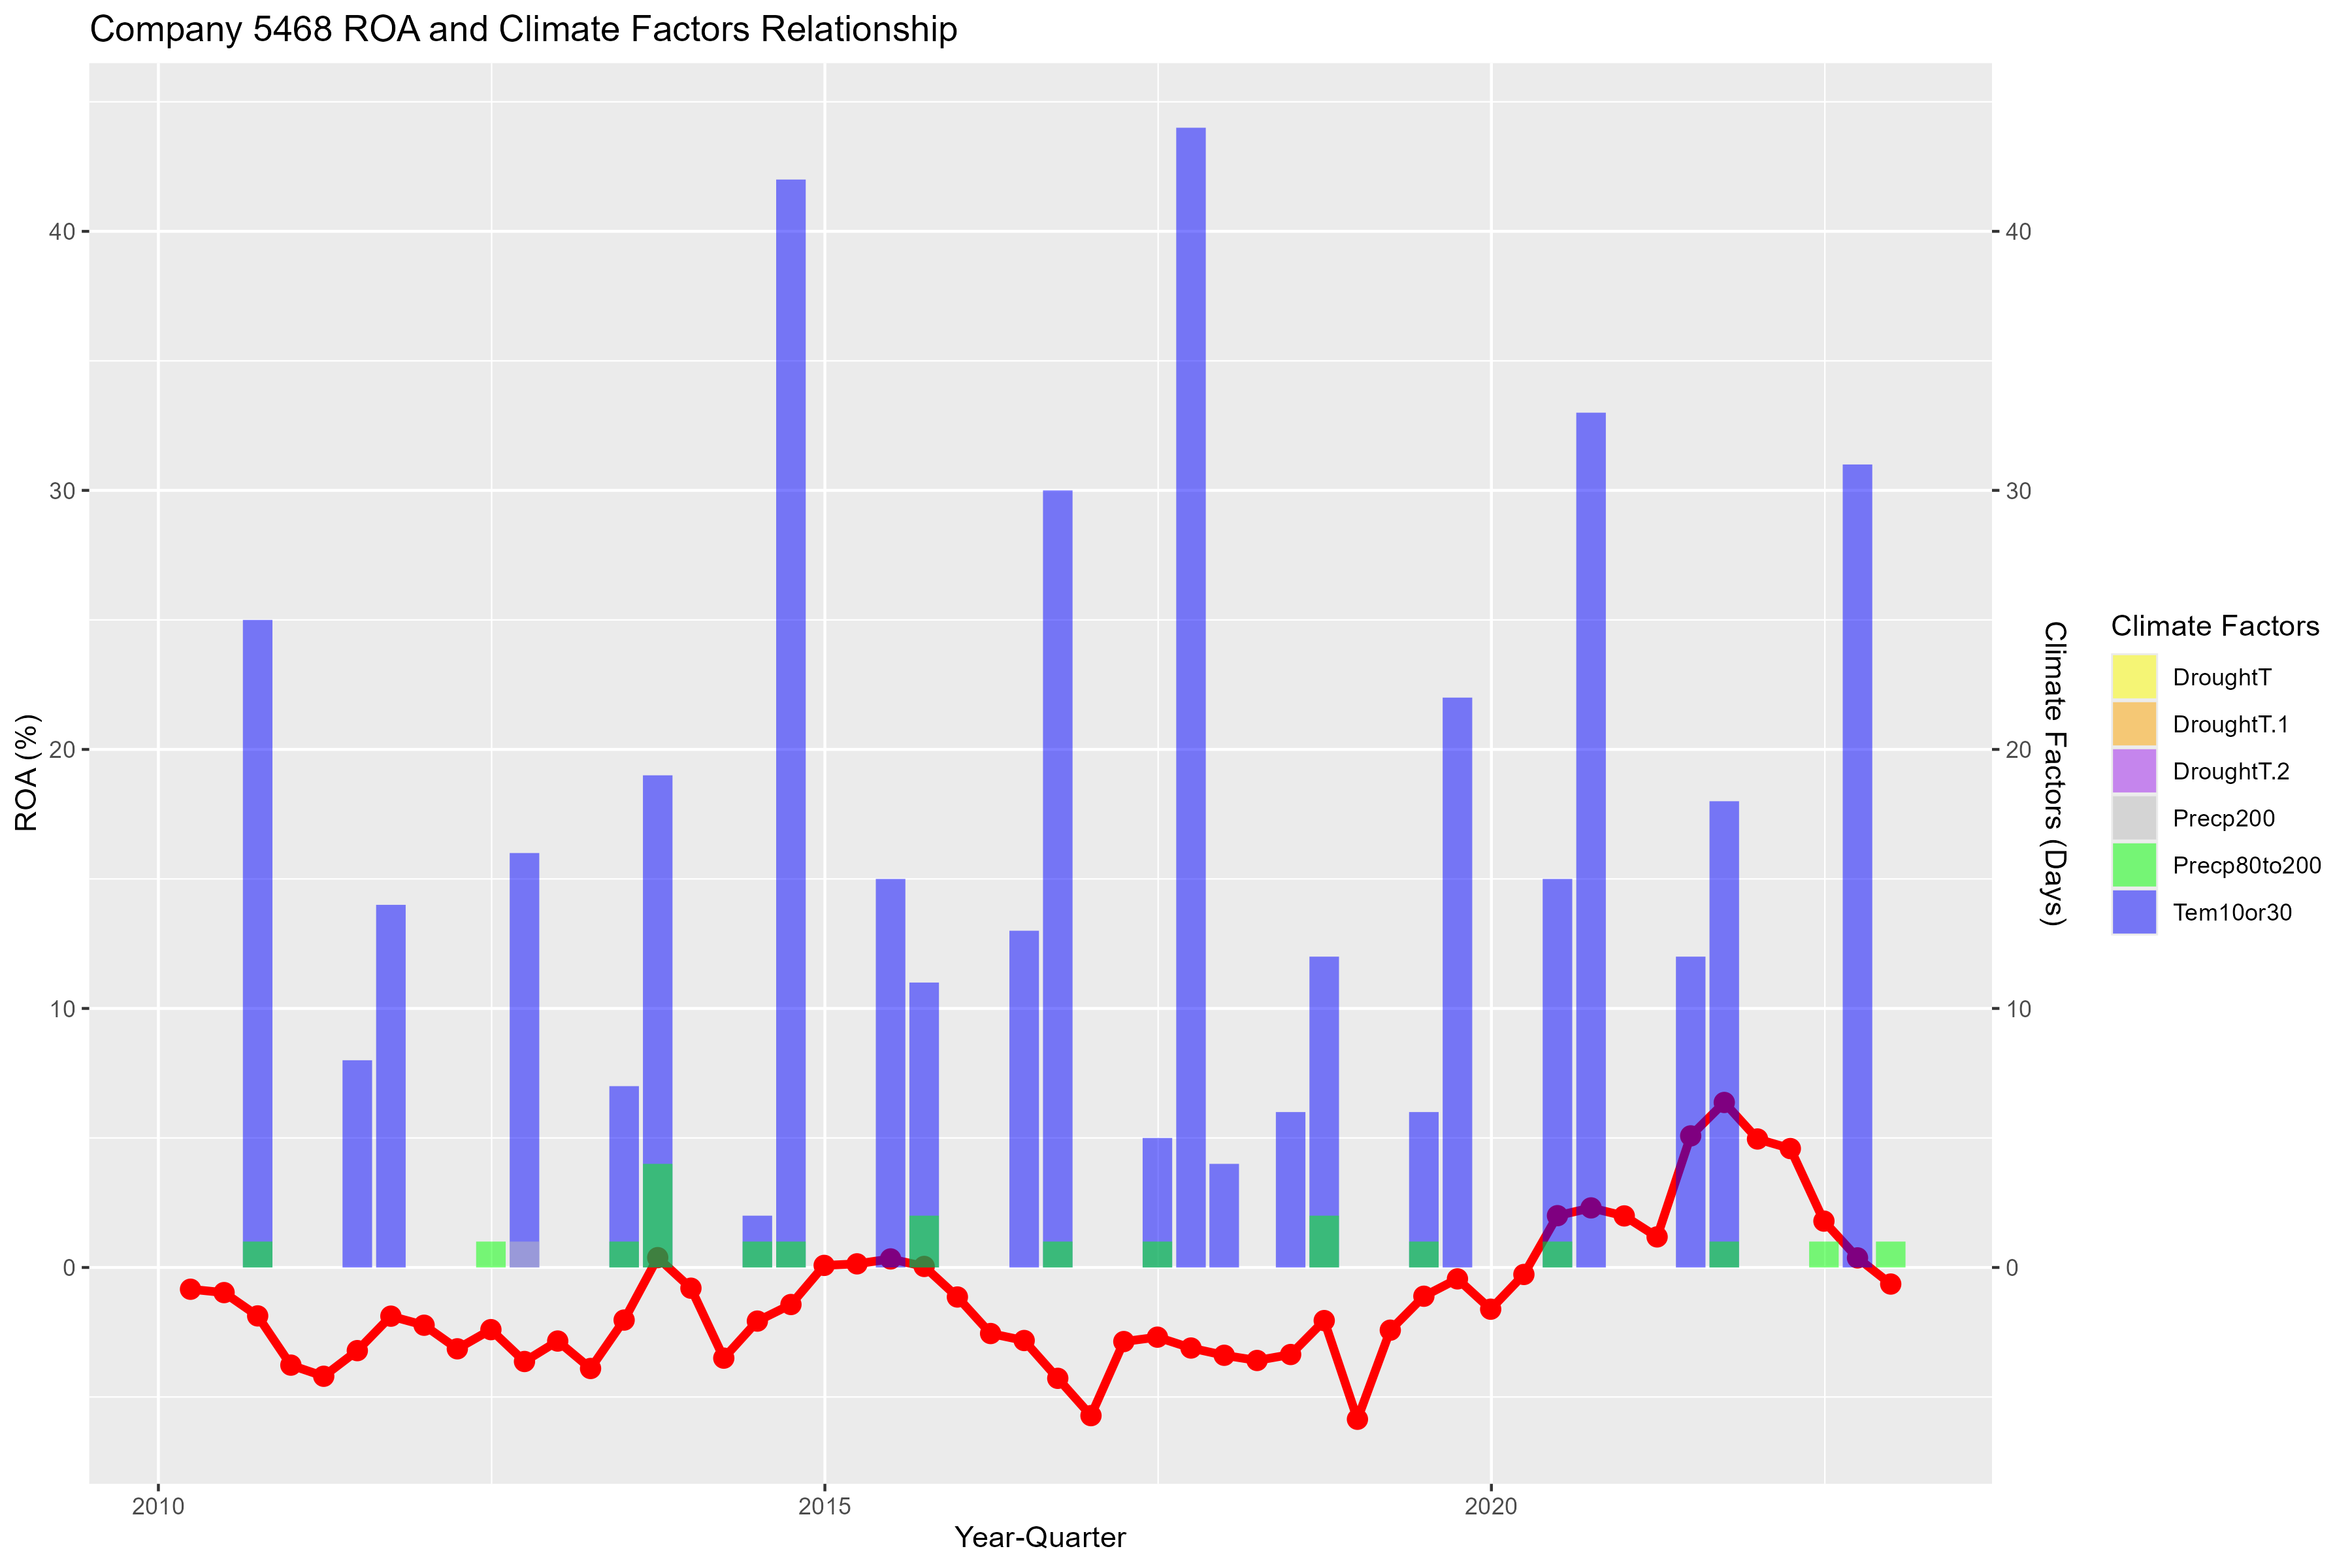 Company 5468 ROA and Climate Factors Relationship
ROA (%)
40
30
20
10
0
40
30
20
10
0
Climate Factors (Days)
2010
2015
2020
Year-Quarter
Climate Factors
DroughtT
DroughtT.1
DroughtT.2
Precp200
Precp80to200
Tem10or30